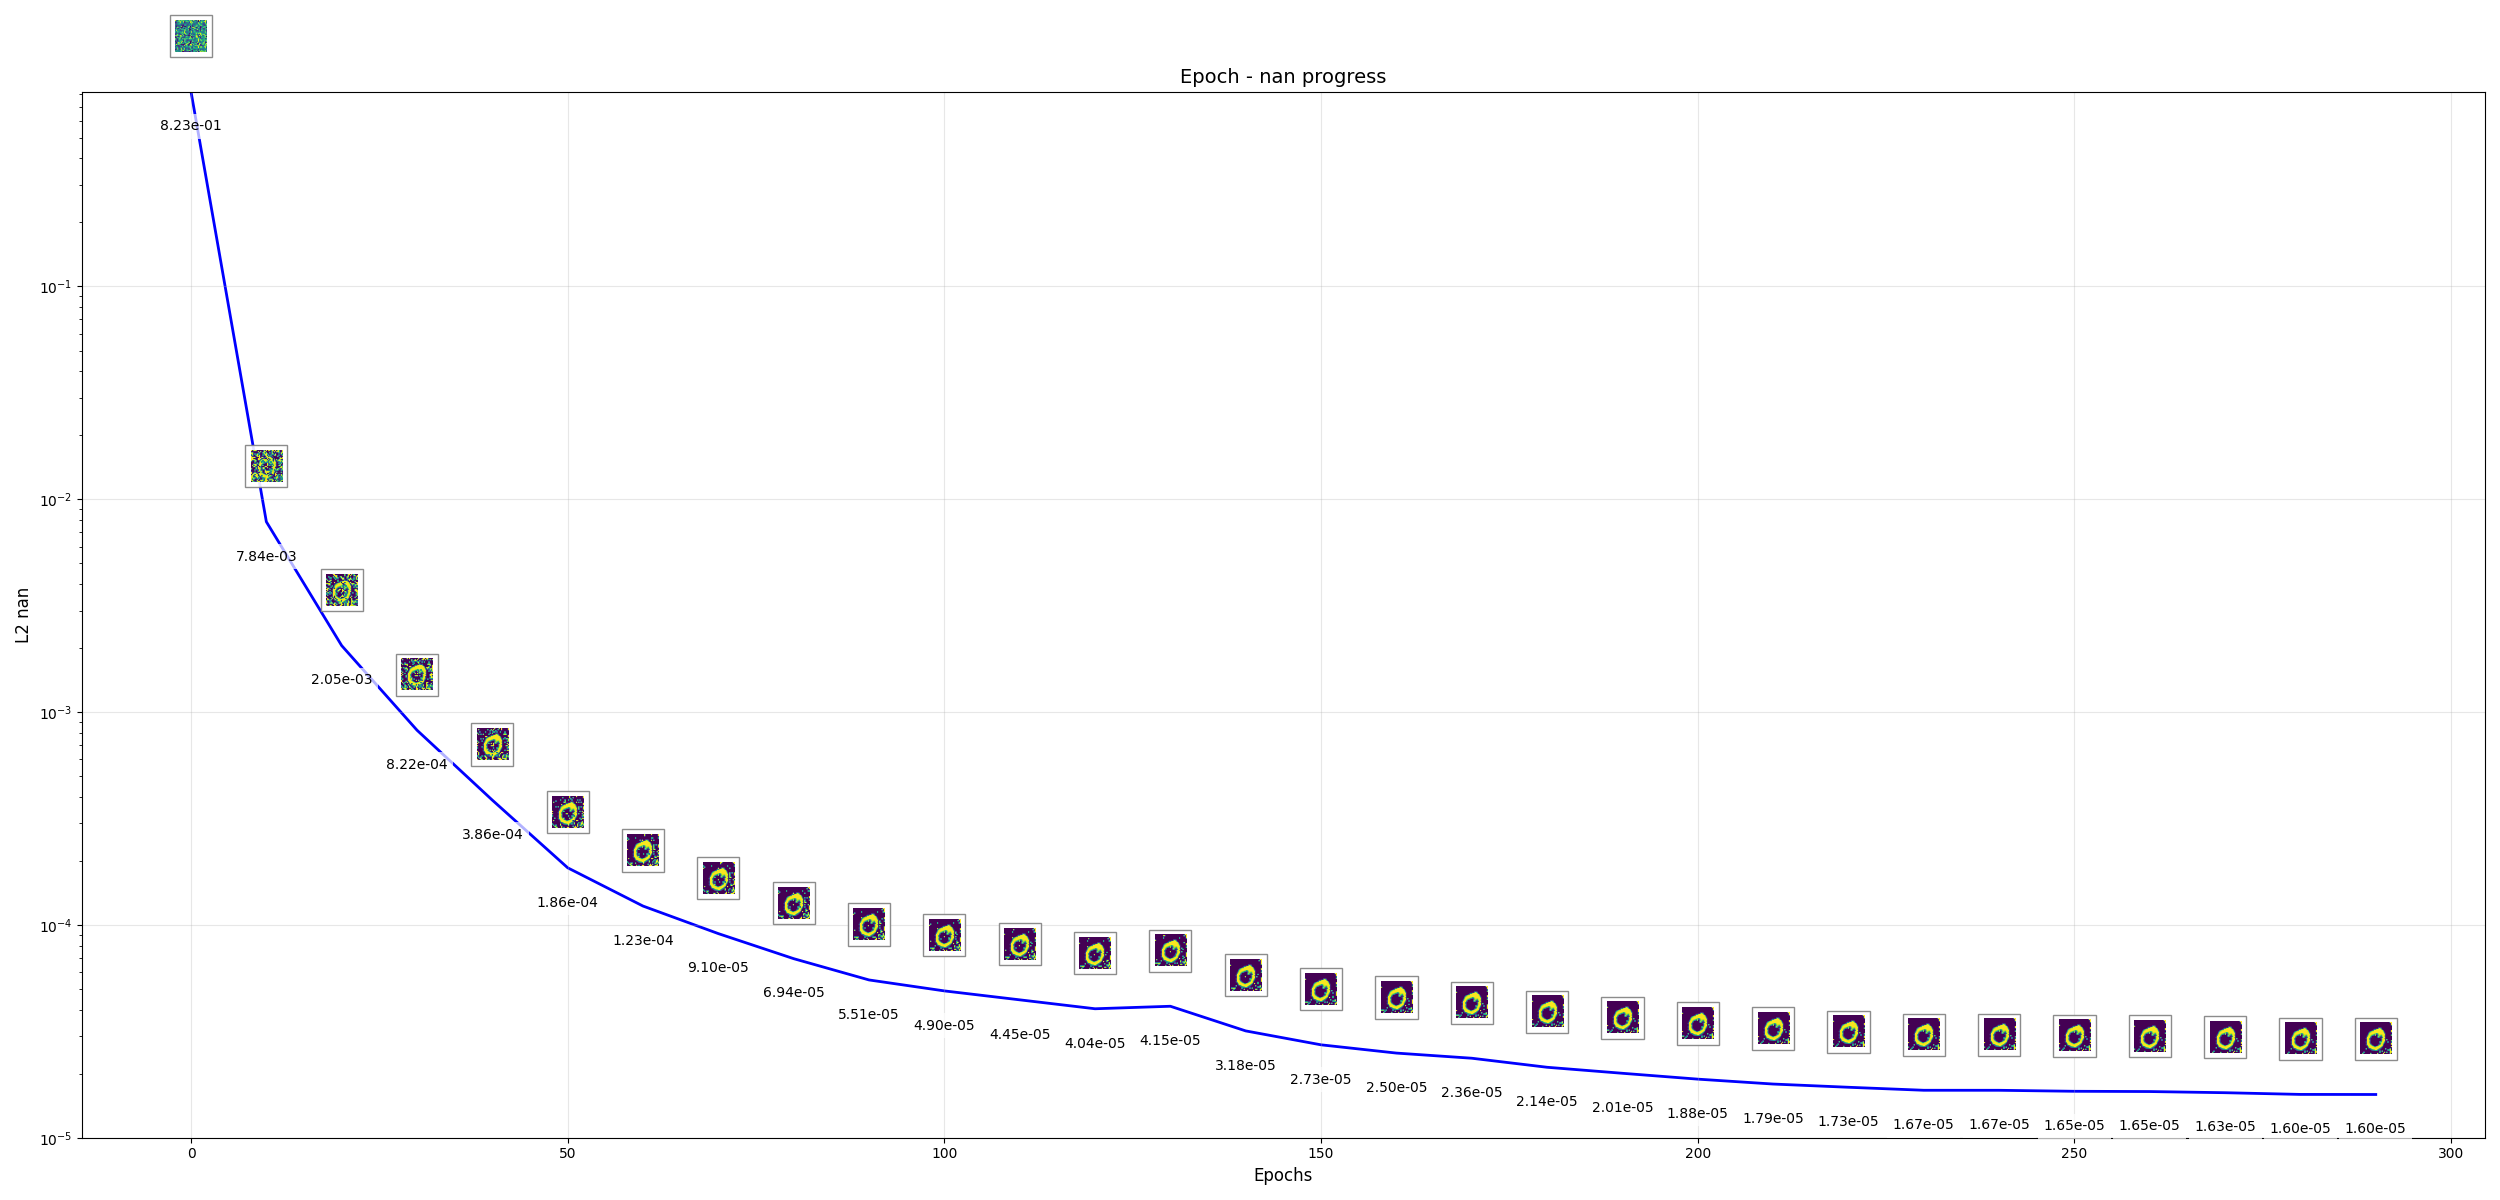 Epoch - nan progress
L2 nan
10⁻¹
10⁻²
10⁻³
10⁻⁴
10⁻⁵
8.23e-01
7.84e-03
2.05e-03
8.22e-04
3.86e-04
1.86e-04
1.23e-04
9.10e-05
6.94e-05
5.51e-05
4.90e-05
4.45e-05
4.04e-05
4.15e-05
3.18e-05
2.73e-05
2.50e-05
2.36e-05
2.14e-05
2.01e-05
1.88e-05
1.79e-05
1.73e-05
1.67e-05
1.67e-05
1.65e-05
1.65e-05
1.63e-05
1.60e-05
1.60e-05
0 50 100 150 200 250 300
Epochs